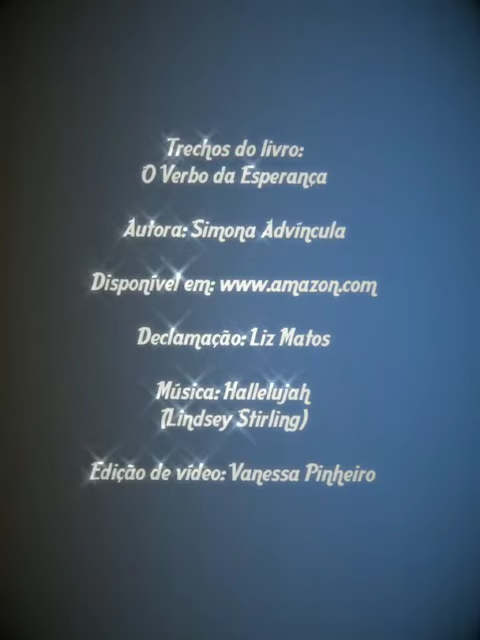 Trechos do livro:
O Verbo da Esperança
Autora: Simona Advíncula
Disponível em: www.amazon.com
Declamação: Liz Matos
Música: Hallelujah
(Lindsey Stirling)
Edição de vídeo: Vanessa Pinheiro